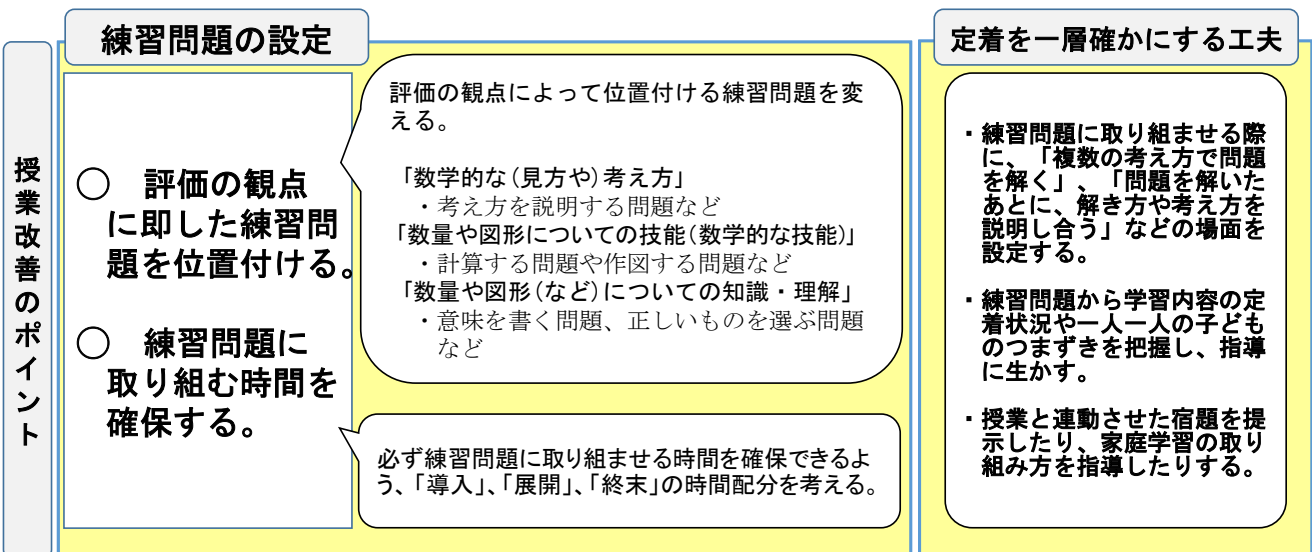 授業改善のポイント
練習問題の設定
○　評価の観点
に即した練習問
題を位置付ける。
○　練習問題に
取り組む時間を
確保する。
評価の観点によって位置付ける練習問題を変
える。
「数学的な(見方や)考え方」
・考え方を説明する問題など
「数量や図形についての技能(数学的な技能)」
・計算する問題や作図する問題など
「数量や図形(など)についての知識・理解」
・意味を書く問題、正しいものを選ぶ問題
など
必ず練習問題に取り組ませる時間を確保できるよ
う、「導入」、「展開」、「終末」の時間配分を考える。
定着を一層確かにする工夫
・練習問題に取り組ませる際
に、「複数の考え方で問題
を解く」、「問題を解いた
あとに、解き方や考え方を
説明し合う」などの場面を
設定する。
・練習問題から学習内容の定
着状況や一人一人の子ども
のつまずきを把握し、指導
に生かす。
・授業と連動させた宿題を提
示したり、家庭学習の取り
組み方を指導したりする。